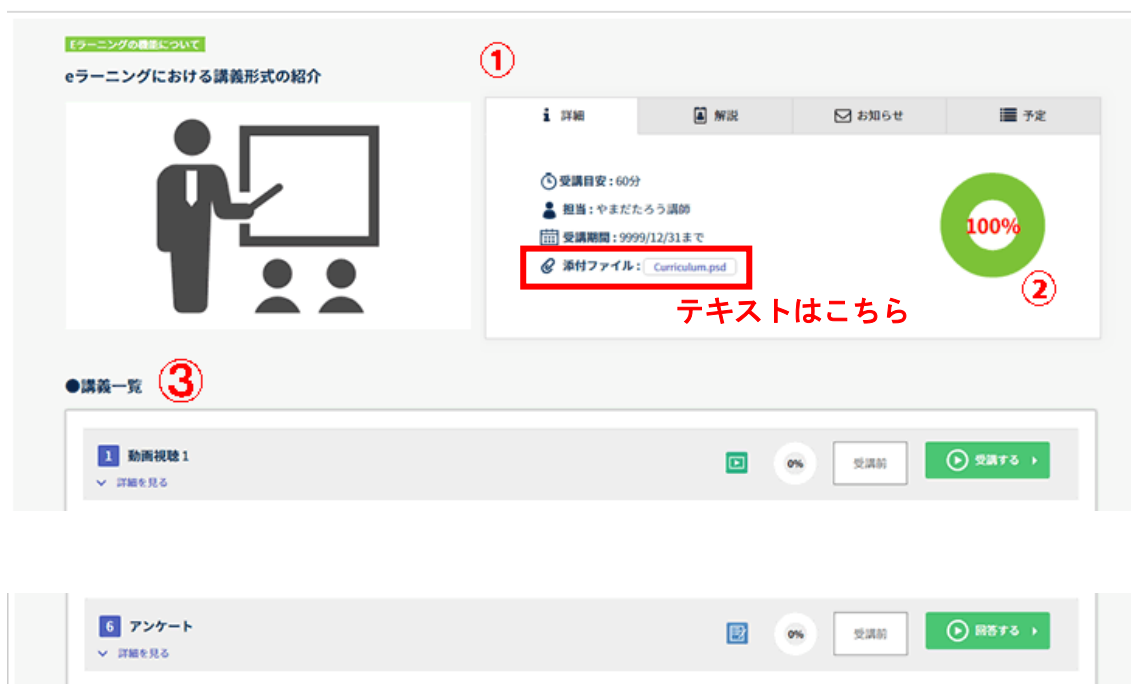 Eラーニングの機能について
eラーニングにおける講義形式の紹介
①
詳細 解説 お知らせ 予定
受講目安：60分
担当：やまだたろう講師
受講期間：9999/12/31まで
添付ファイル： Curriculum.psd
100%
②
テキストはこちら
●講義一覧 ③
1 動画視聴1 0% 受講前 受講する
詳細を見る
6 アンケート 0% 受講前 回答する
詳細を見る